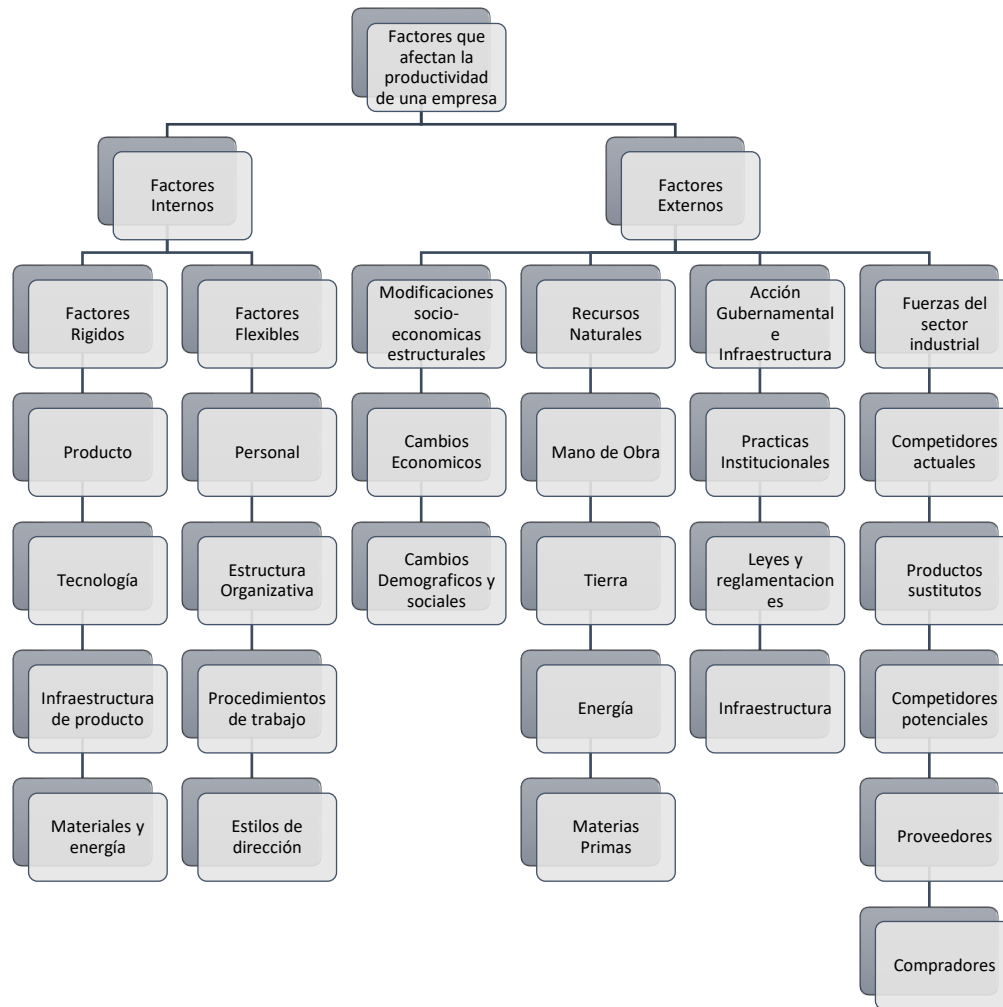 Factores que
afectan la
productividad
de una empresa
Factores
Internos
Factores
Externos
Factores
Rigidos
Factores
Flexibles
Modificaciones
socio-
economicas
estructurales
Recursos
Naturales
Acción
Gubernamental
e
Infraestructura
Fuerzas del
sector
industrial
Producto
Personal
Cambios
Economicos
Mano de Obra
Practicas
Institucionales
Competidores
actuales
Tecnología
Estructura
Organizativa
Cambios
Demograficos y
sociales
Tierra
Leyes y
reglamentacion
es
Productos
sustitutos
Infraestructura
de producto
Procedimientos
de trabajo
Energía
Infraestructura
Competidores
potenciales
Materiales y
energía
Estilos de
dirección
Materias
Primas
Proveedores
Compradores